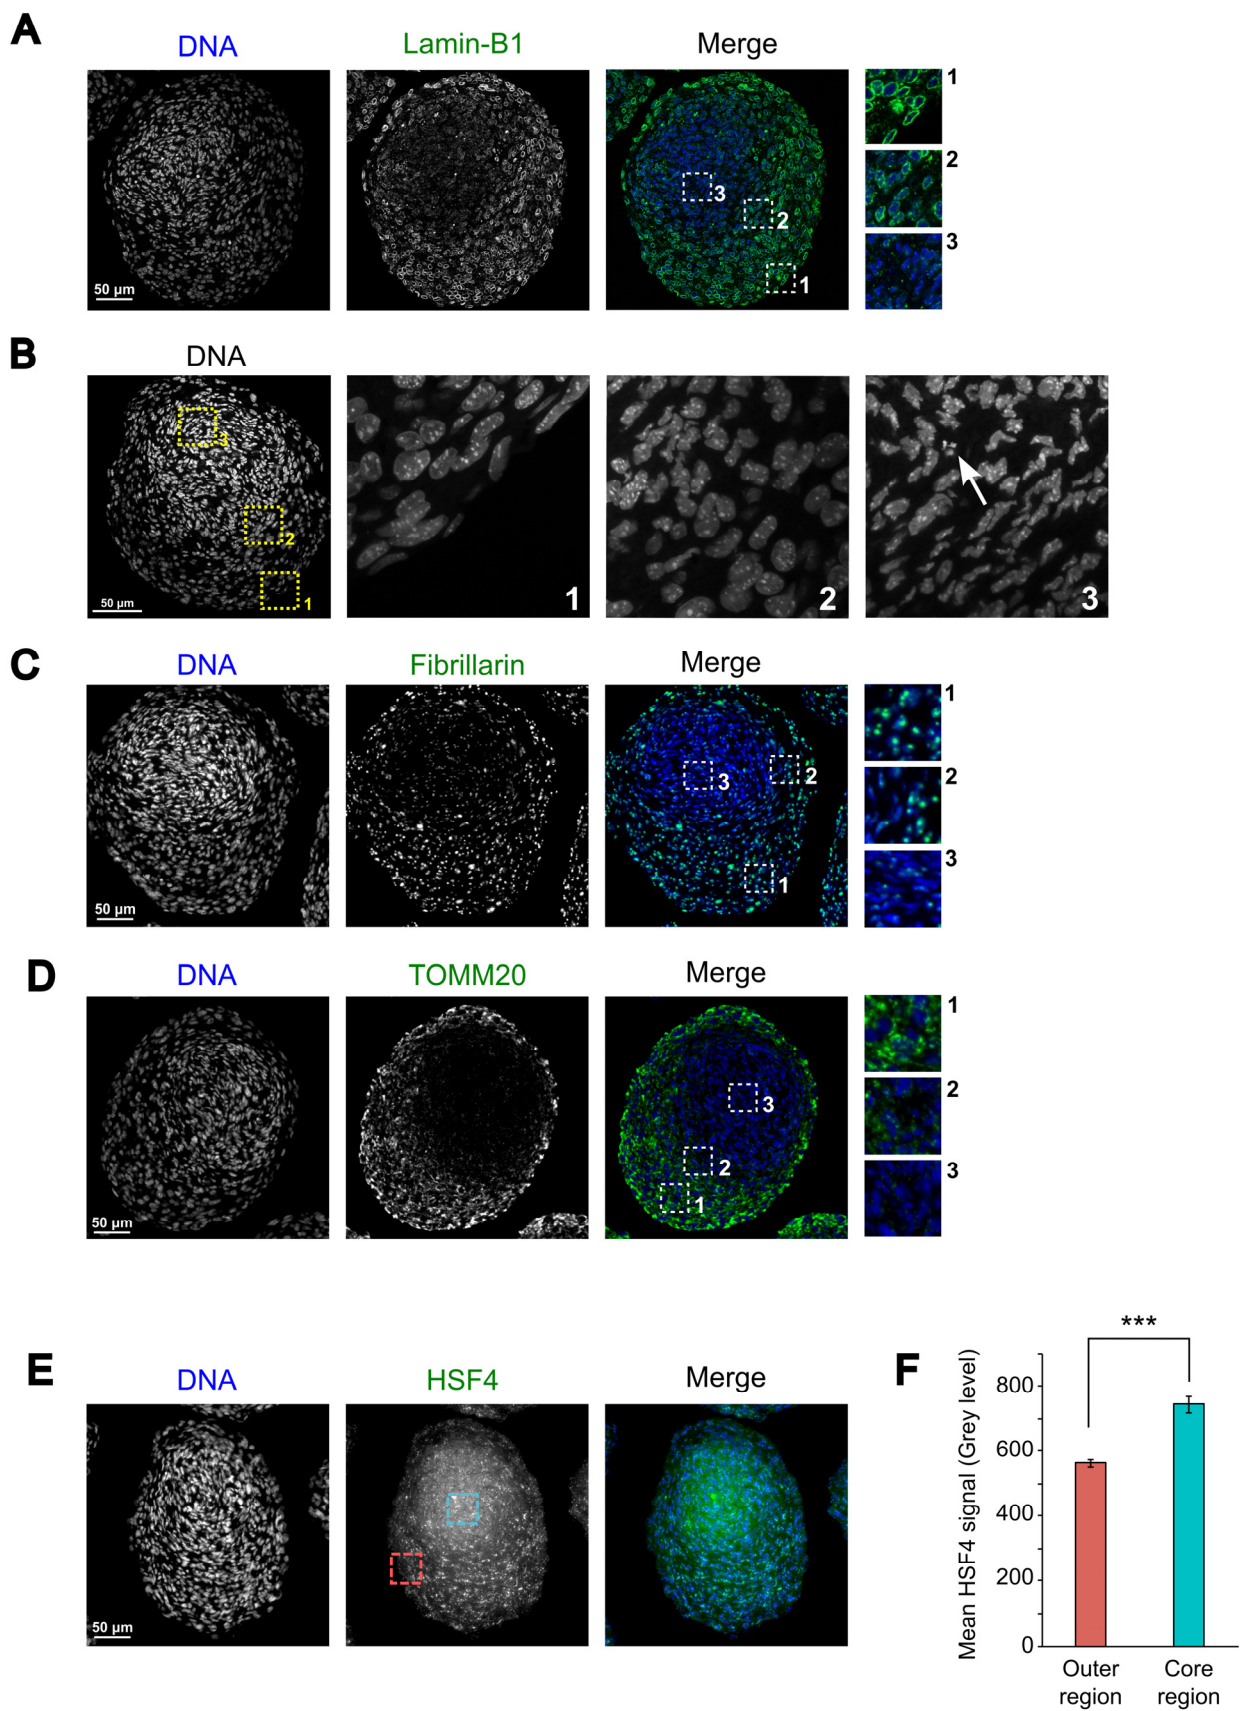 A
DNA
Lamin-B1
Merge
50 µm
3
2
1
1
2
3
B
DNA
3
2
1
50 µm
1
2
3
C
DNA
Fibrillarin
Merge
50 µm
3
2
1
1
2
3
D
DNA
TOMM20
Merge
50 µm
3
2
1
1
2
3
E
DNA
HSF4
Merge
50 µm
F
***
Mean HSF4 signal (Grey level)
800
600
400
200
0
Outer region
Core region